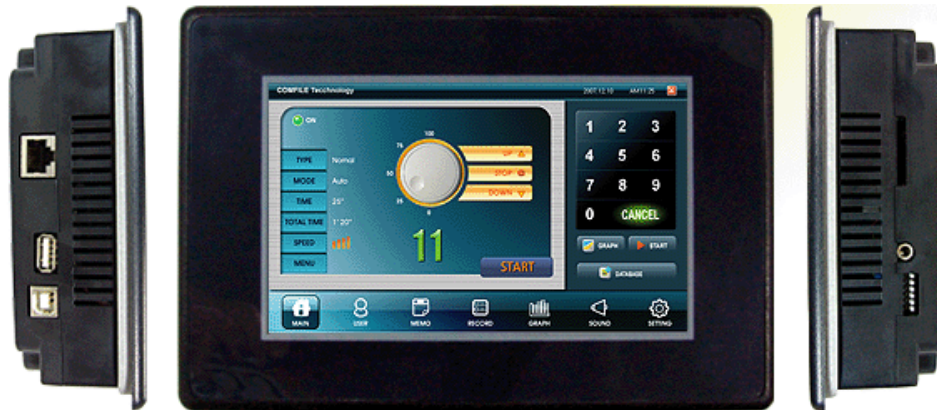 COMFILE Tecchnology
2007.12.10 AM11:25
ON
TYPE Normal
MODE Auto
TIME 25"
TOTAL TIME 1'20"
SPEED
MENU
100
75
50
25
0
UP
STOP
DOWN
11
START
1 2 3
4 5 6
7 8 9
0 CANCEL
GRAPH START
DATABASE
MAIN USER MEMO RECORD GRAPH SOUND SETTING